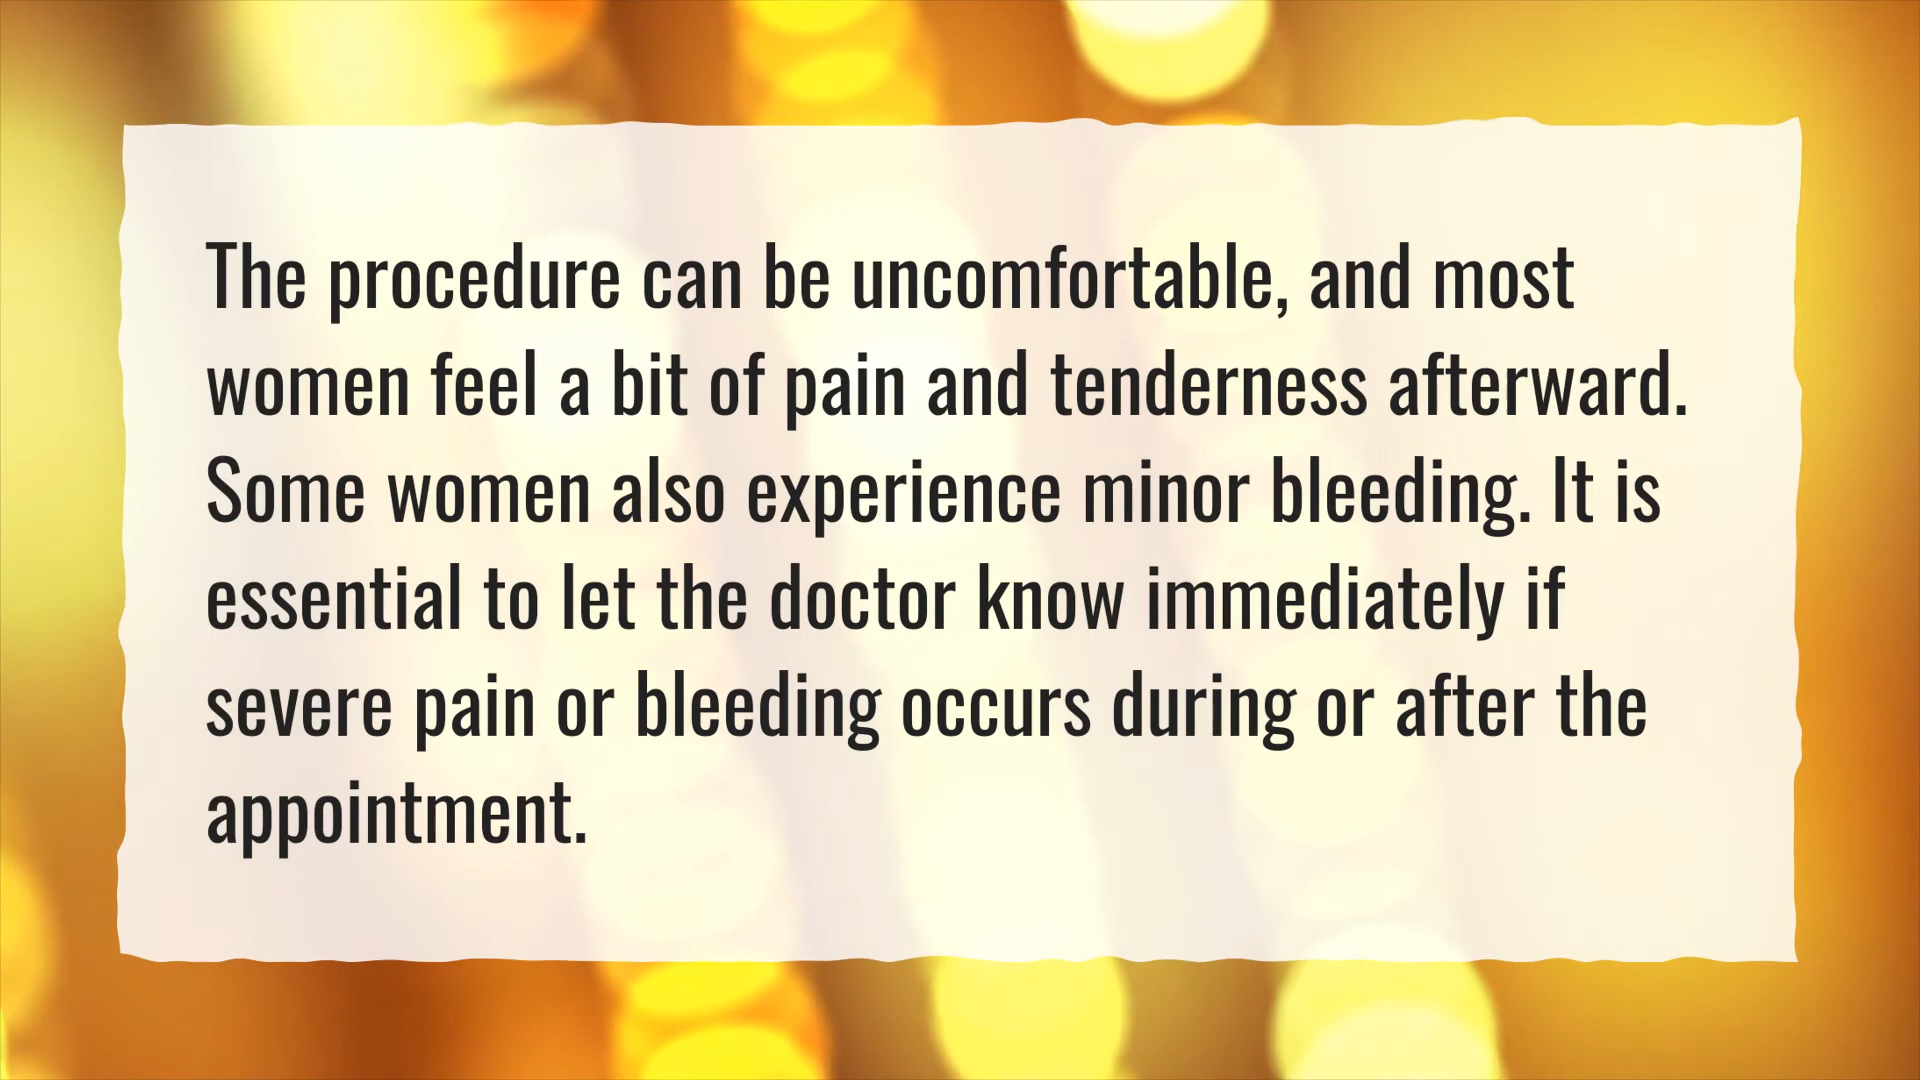 The procedure can be uncomfortable, and most
women feel a bit of pain and tenderness afterward.
Some women also experience minor bleeding. It is
essential to let the doctor know immediately if
severe pain or bleeding occurs during or after the
appointment.